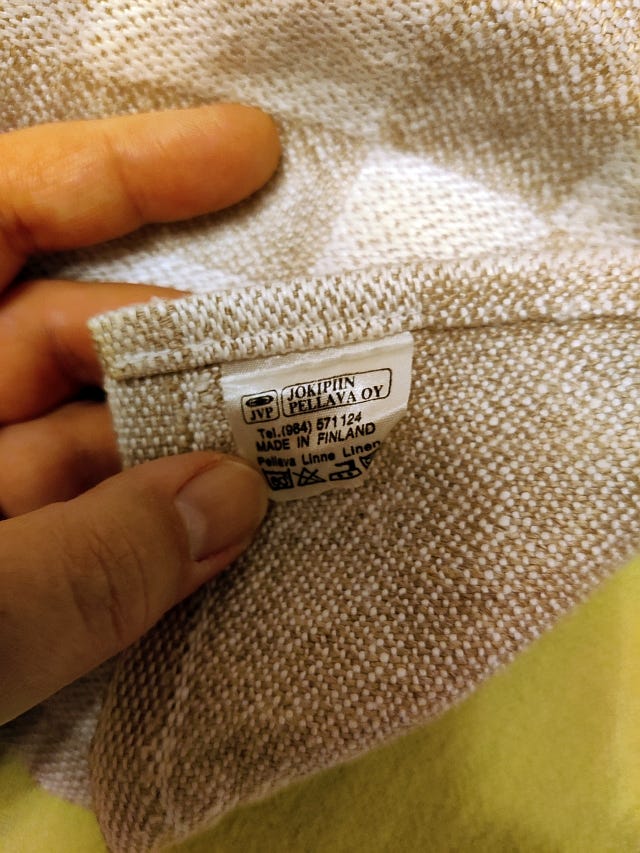 JVP
JOKIPIIN
PELLAVA OY
Tel.(964) 571124
MADE IN FINLAND
Pellava Linne Linen